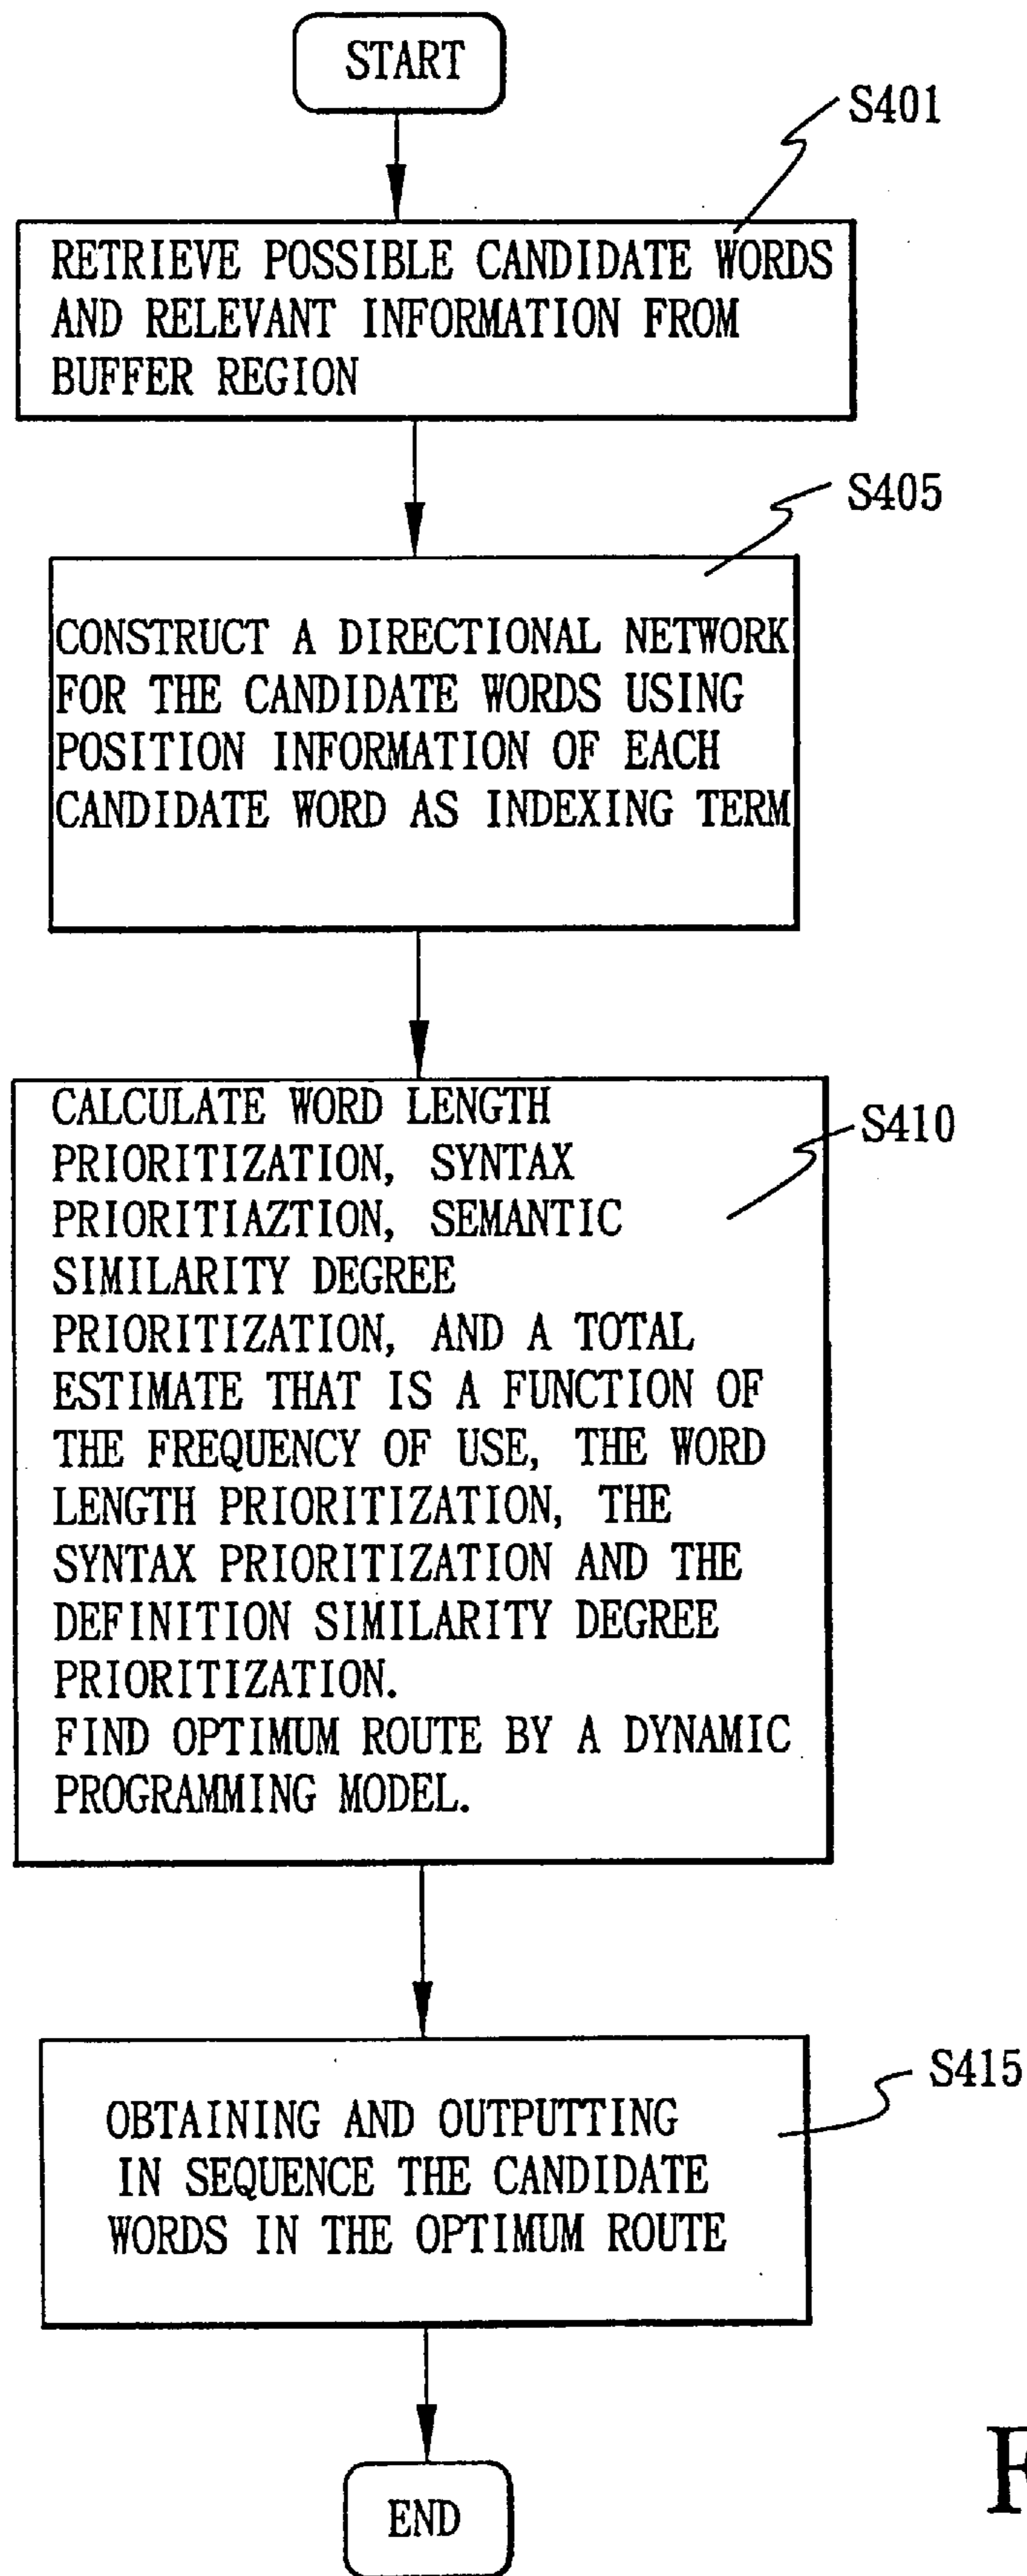 START
S401
RETRIEVE POSSIBLE CANDIDATE WORDS
AND RELEVANT INFORMATION FROM
BUFFER REGION
S405
CONSTRUCT A DIRECTIONAL NETWORK
FOR THE CANDIDATE WORDS USING
POSITION INFORMATION OF EACH
CANDIDATE WORD AS INDEXING TERM
S410
CALCULATE WORD LENGTH
PRIORITIZATION, SYNTAX
PRIORITIAZTION, SEMANTIC
SIMILARITY DEGREE
PRIORITIZATION, AND A TOTAL
ESTIMATE THAT IS A FUNCTION OF
THE FREQUENCY OF USE, THE WORD
LENGTH PRIORITIZATION, THE
SYNTAX PRIORITIZATION AND THE
DEFINITION SIMILARITY DEGREE
PRIORITIZATION.
FIND OPTIMUM ROUTE BY A DYNAMIC
PROGRAMMING MODEL.
S415
OBTAINING AND OUTPUTTING
IN SEQUENCE THE CANDIDATE
WORDS IN THE OPTIMUM ROUTE
END